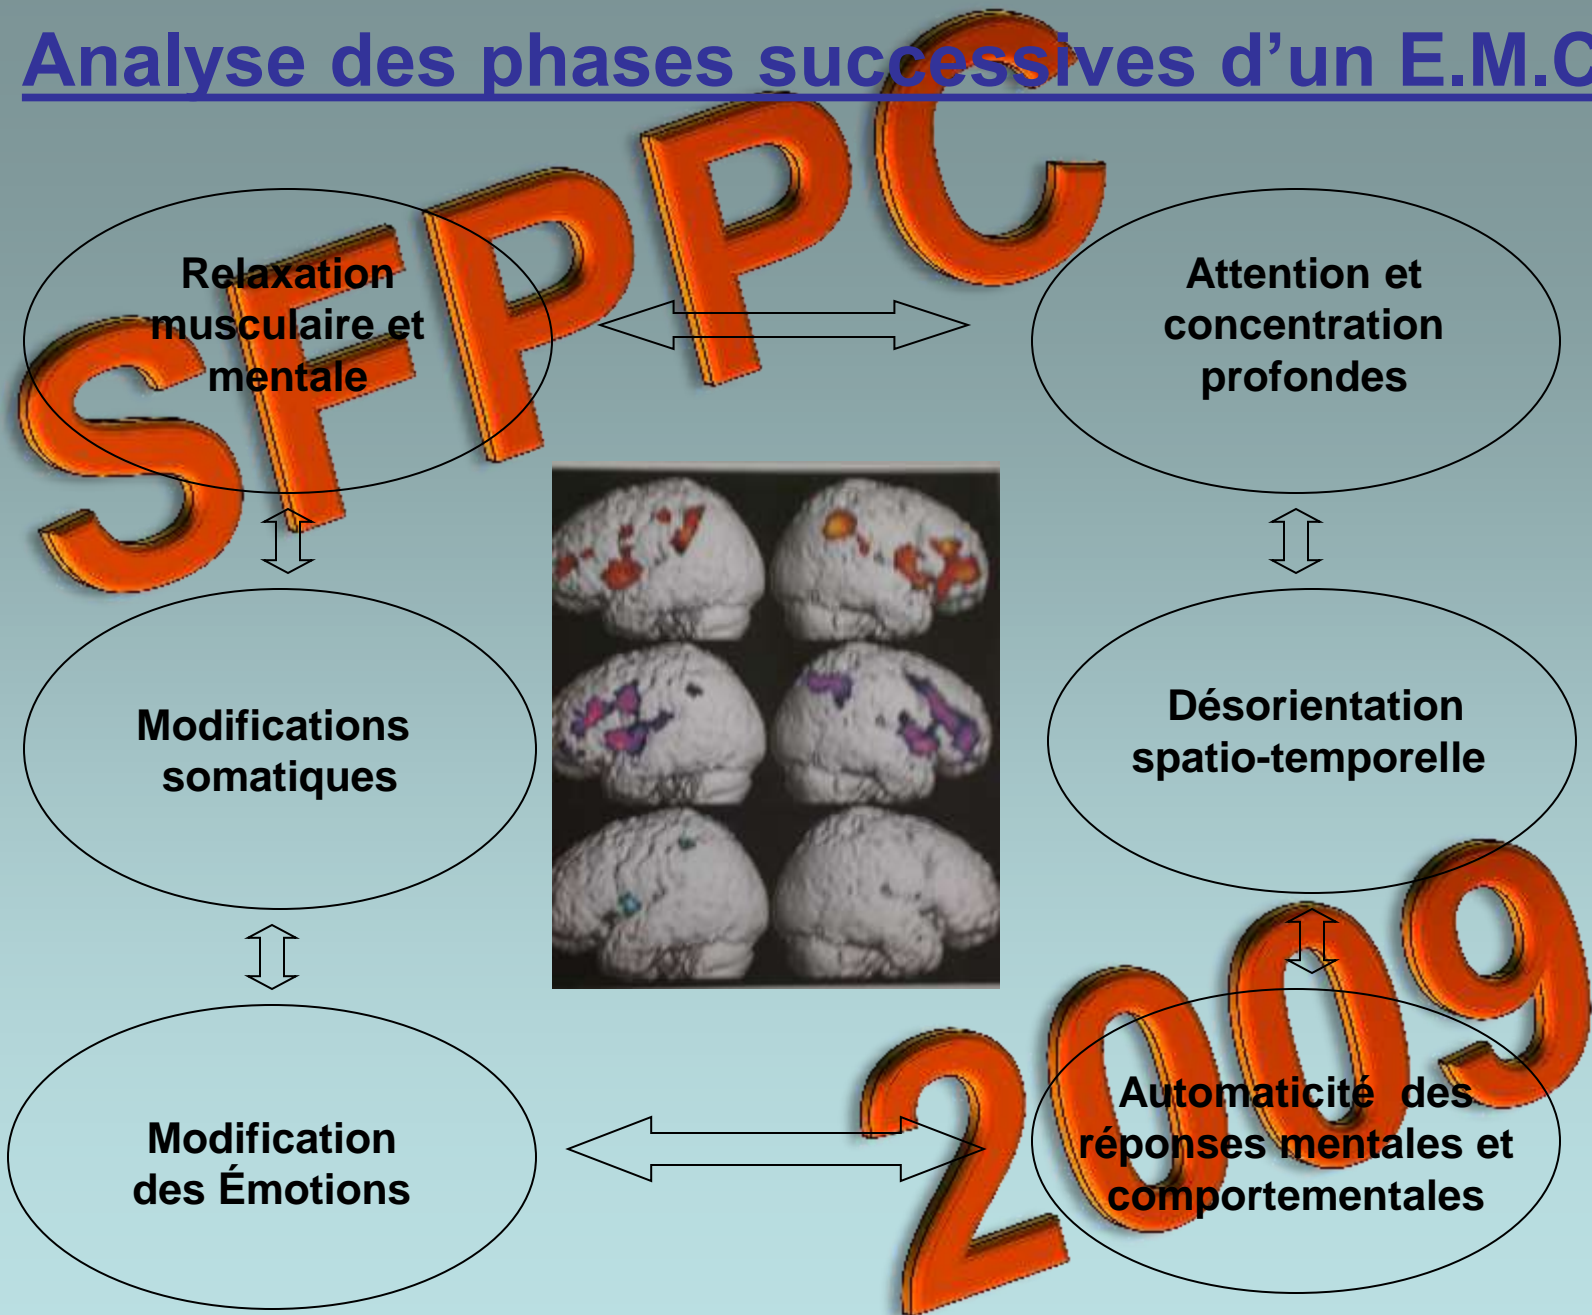 Analyse des phases successives d’un E.M.C
SFPPC
Relaxation
musculaire et
mentale
Attention et
concentration
profondes
Modifications
somatiques
Désorientation
spatio-temporelle
Modification
des Émotions
Automaticité des
réponses mentales et
comportementales
2009